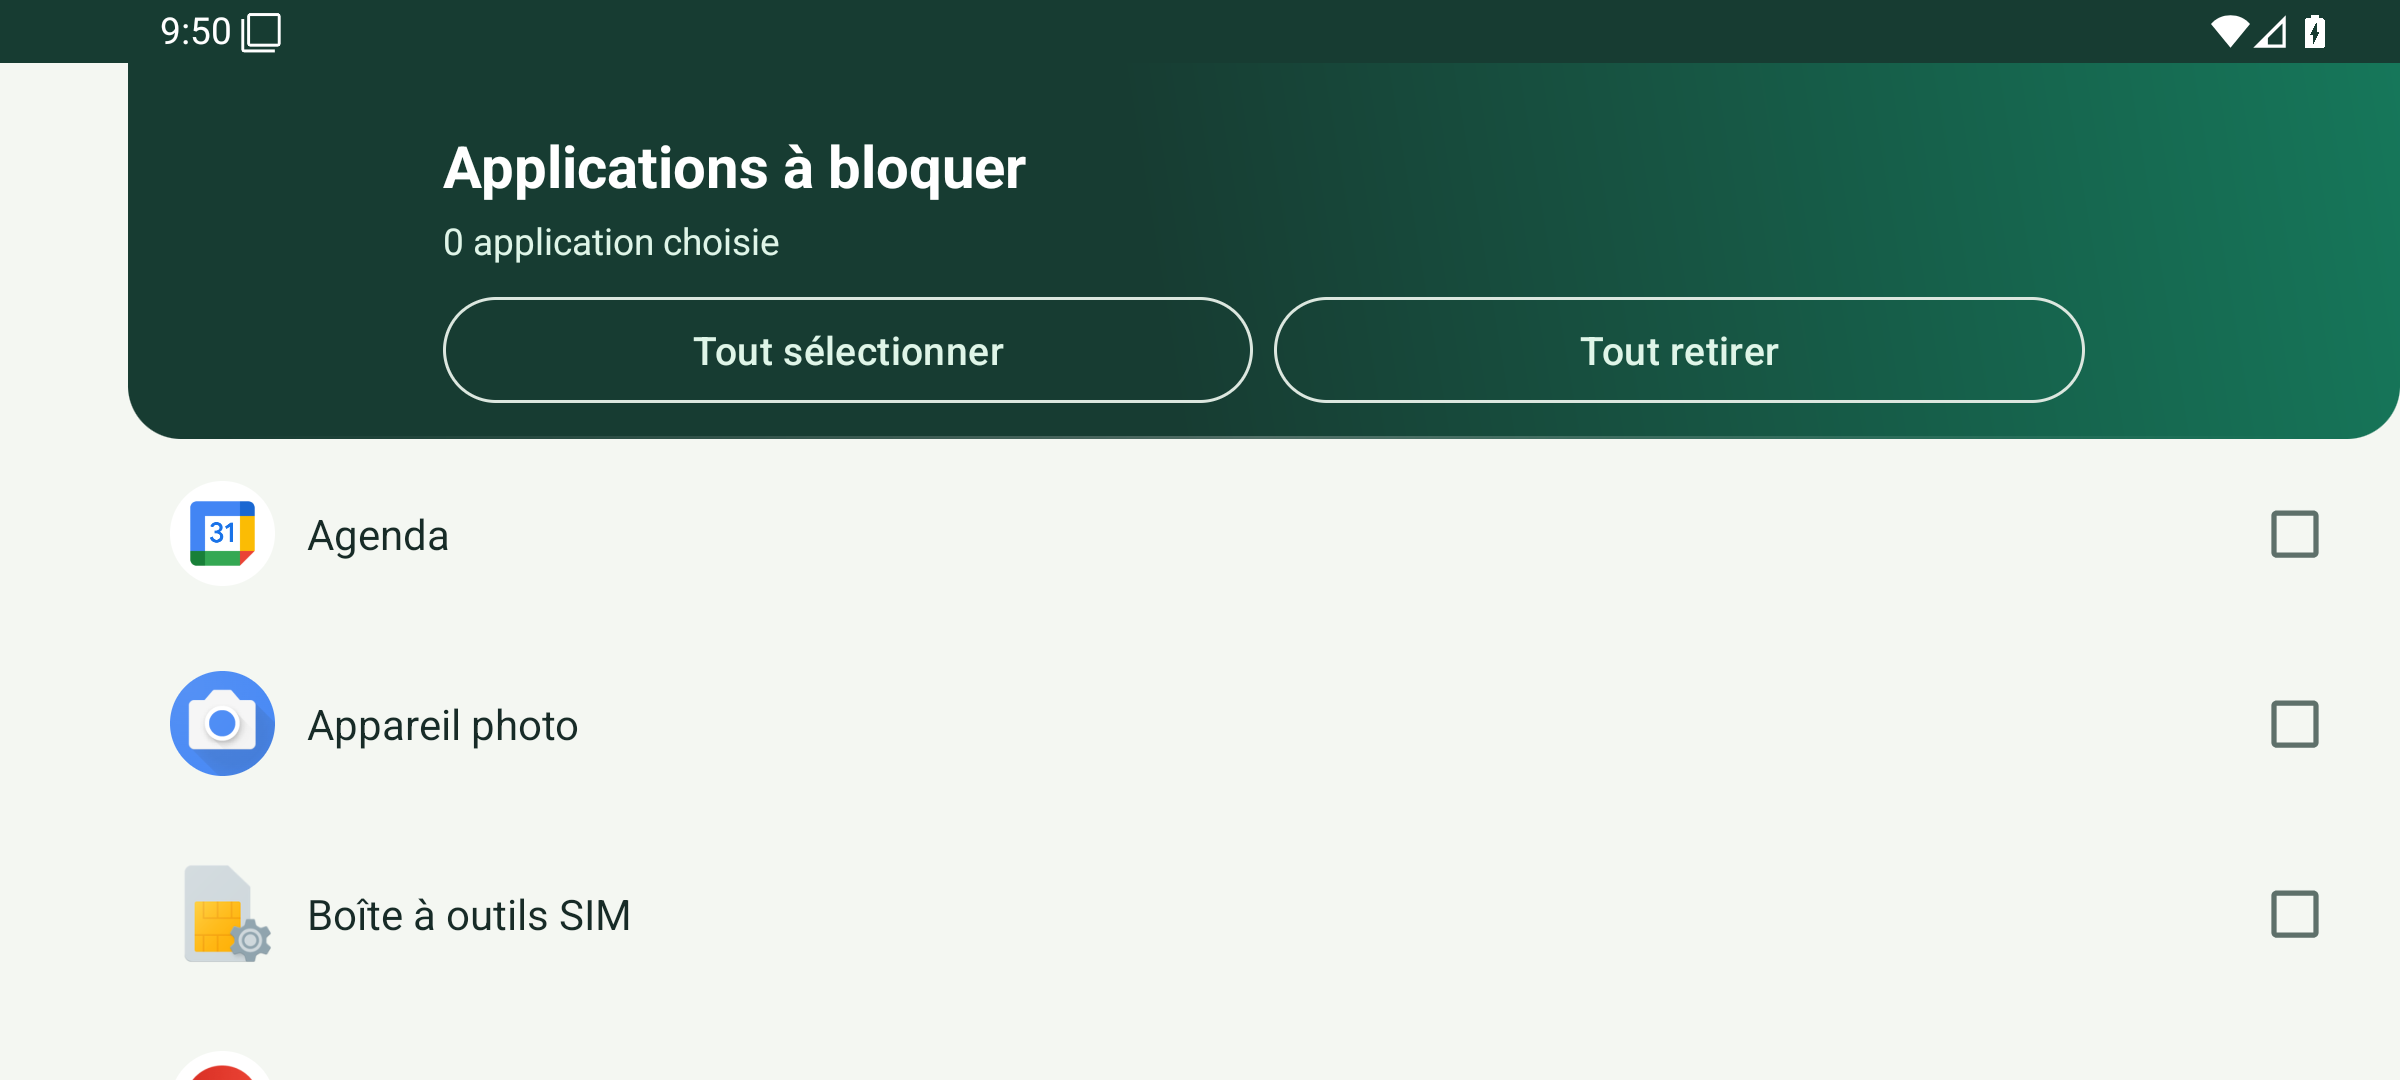 9:50
Applications à bloquer
0 application choisie
Tout sélectionner
Tout retirer
31
Agenda
Appareil photo
Boîte à outils SIM